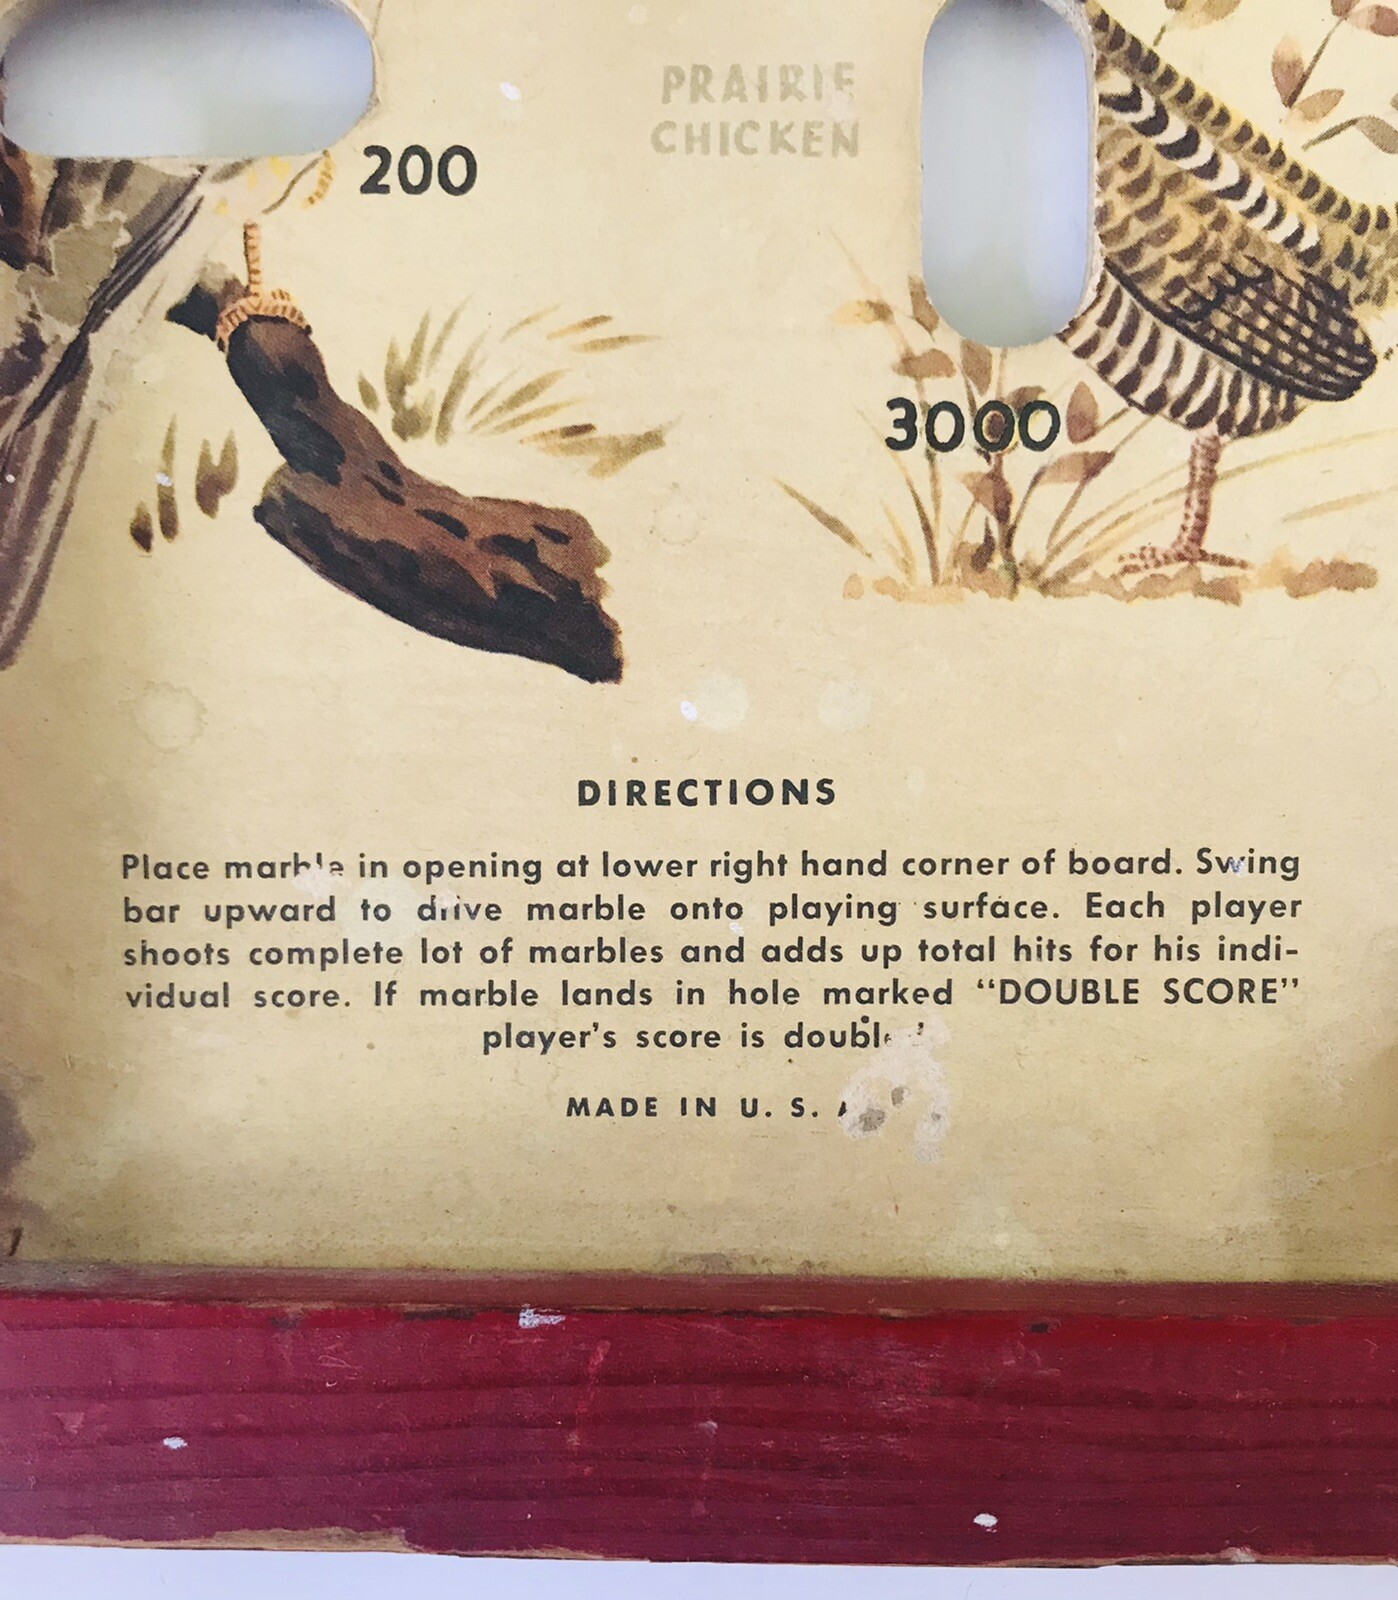 PRAIRIE
CHICKEN
200
3000
DIRECTIONS
Place marble in opening at lower right hand corner of board. Swing
bar upward to drive marble onto playing surface. Each player
shoots complete lot of marbles and adds up total hits for his indi-
vidual score. If marble lands in hole marked “DOUBLE SCORE”
player's score is doubled
MADE IN U. S. A